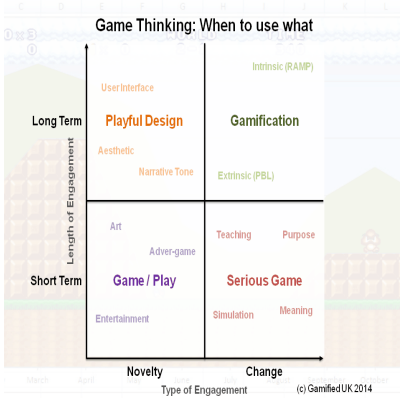 Game Thinking: When to use what
Intrinsic (RAMP)
User Interface
Long Term
Playful Design
Gamification
Aesthetic
Narrative Tone
Extrinsic (PBL)
Length of Engagement
Art
Adver-game
Teaching
Purpose
Short Term
Game / Play
Serious Game
Entertainment
Simulation
Meaning
Novelty
Change
Type of Engagement
(c) Gamified UK 2014